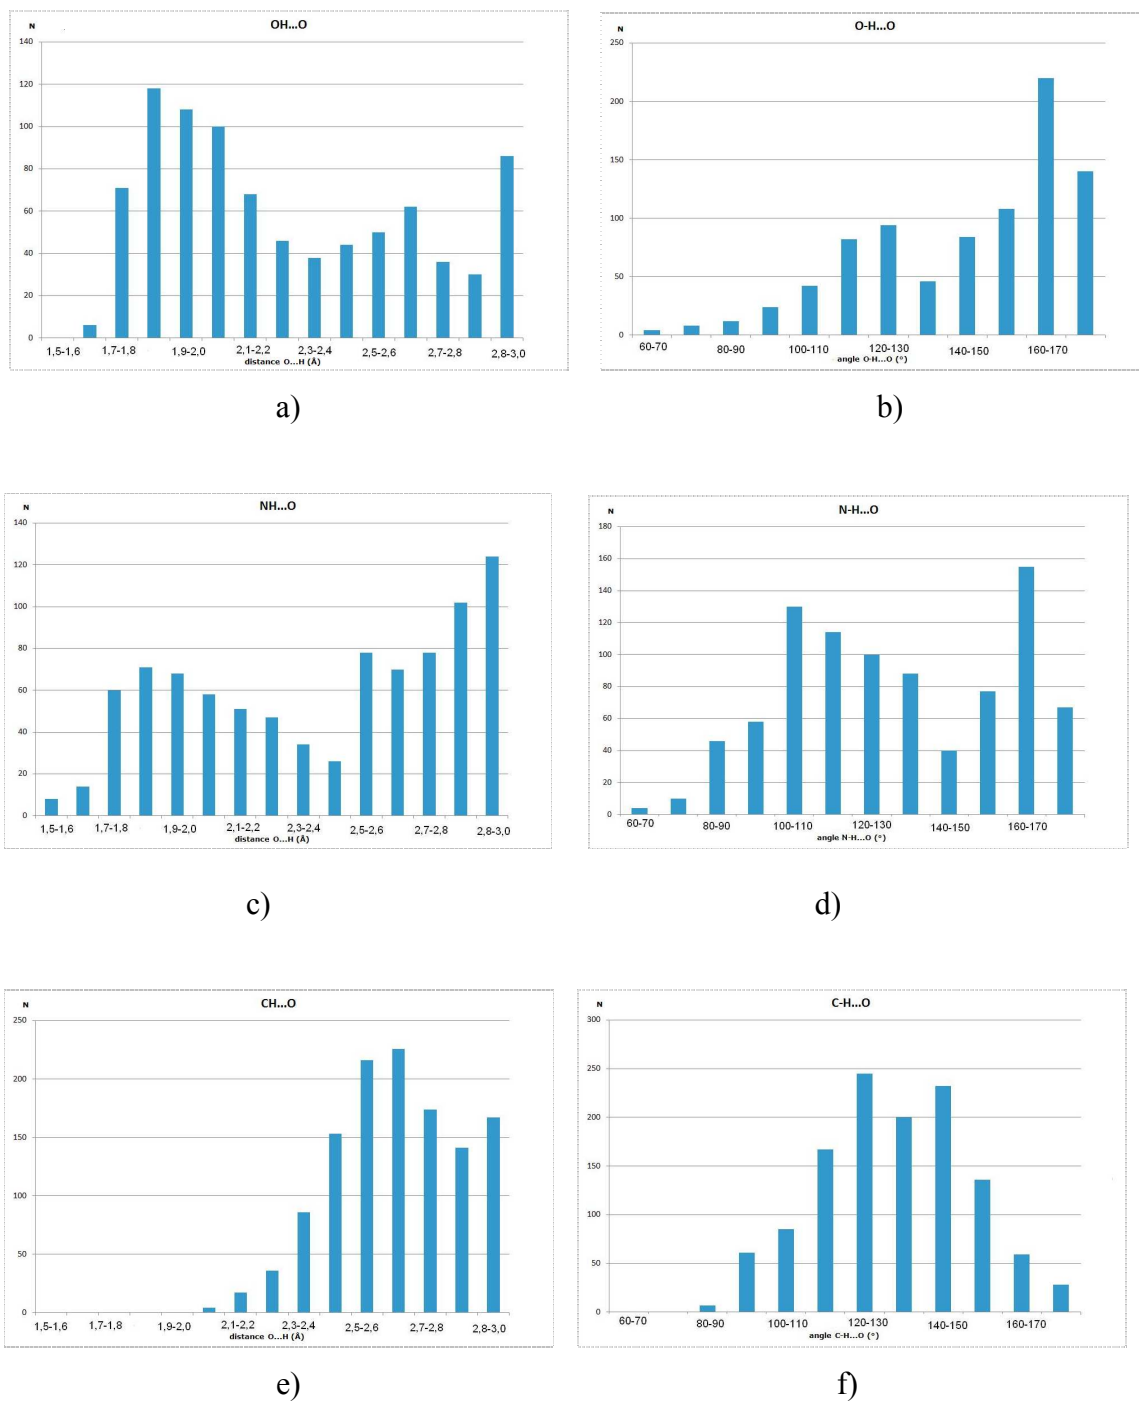 OH...O
N
140
120
100
80
60
40
20
0
1,5-1,6 1,7-1,8 1,9-2,0 2,1-2,2 2,3-2,4 2,5-2,6 2,7-2,8 2,8-3,0
distance O...H (Å)
a)
O-H...O
N
250
200
150
100
50
0
60-70 80-90 100-110 120-130 140-150 160-170
angle O-H...O (°)
b)
NH...O
N
140
120
100
80
60
40
20
0
1,5-1,6 1,7-1,8 1,9-2,0 2,1-2,2 2,3-2,4 2,5-2,6 2,7-2,8 2,8-3,0
distance O...H (Å)
c)
N-H...O
N
180
160
140
120
100
80
60
40
20
0
60-70 80-90 100-110 120-130 140-150 160-170
angle N-H...O (°)
d)
CH...O
N
250
200
150
100
50
0
1,5-1,6 1,7-1,8 1,9-2,0 2,1-2,2 2,3-2,4 2,5-2,6 2,7-2,8 2,8-3,0
distance O...H (Å)
e)
C-H...O
N
300
250
200
150
100
50
0
60-70 80-90 100-110 120-130 140-150 160-170
angle C-H...O (°)
f)